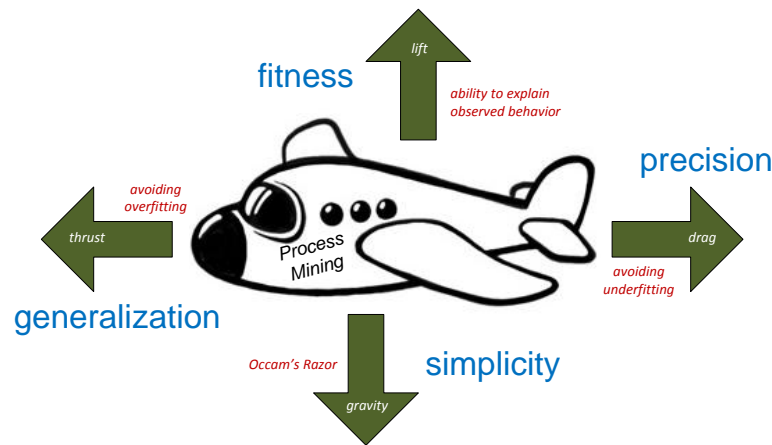 lift
fitness
ability to explain
observed behavior
precision
avoiding
overfitting
thrust
drag
Process
Mining
avoiding
underfitting
generalization
Occam's Razor
simplicity
gravity